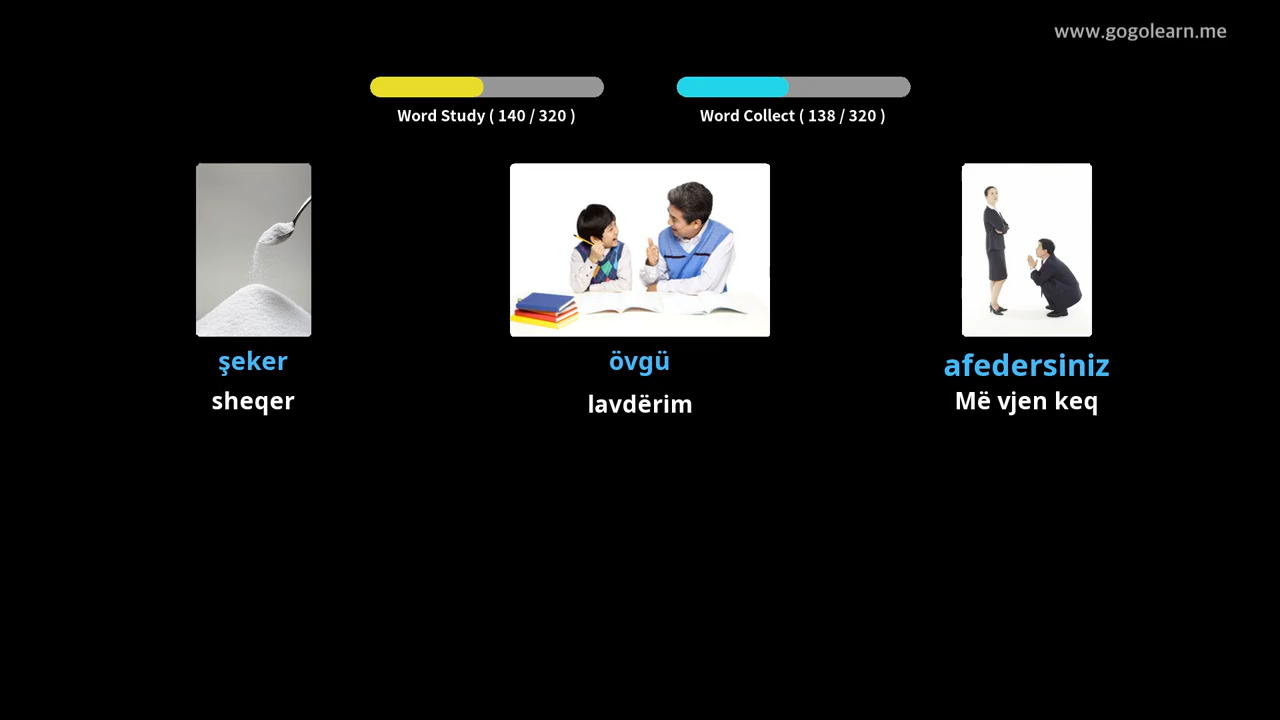 www.gogolearn.me
Word Study ( 140 / 320 )
Word Collect ( 138 / 320 )
şeker
övgü
afedersiniz
sheqer
lavdërim
Më vjen keq